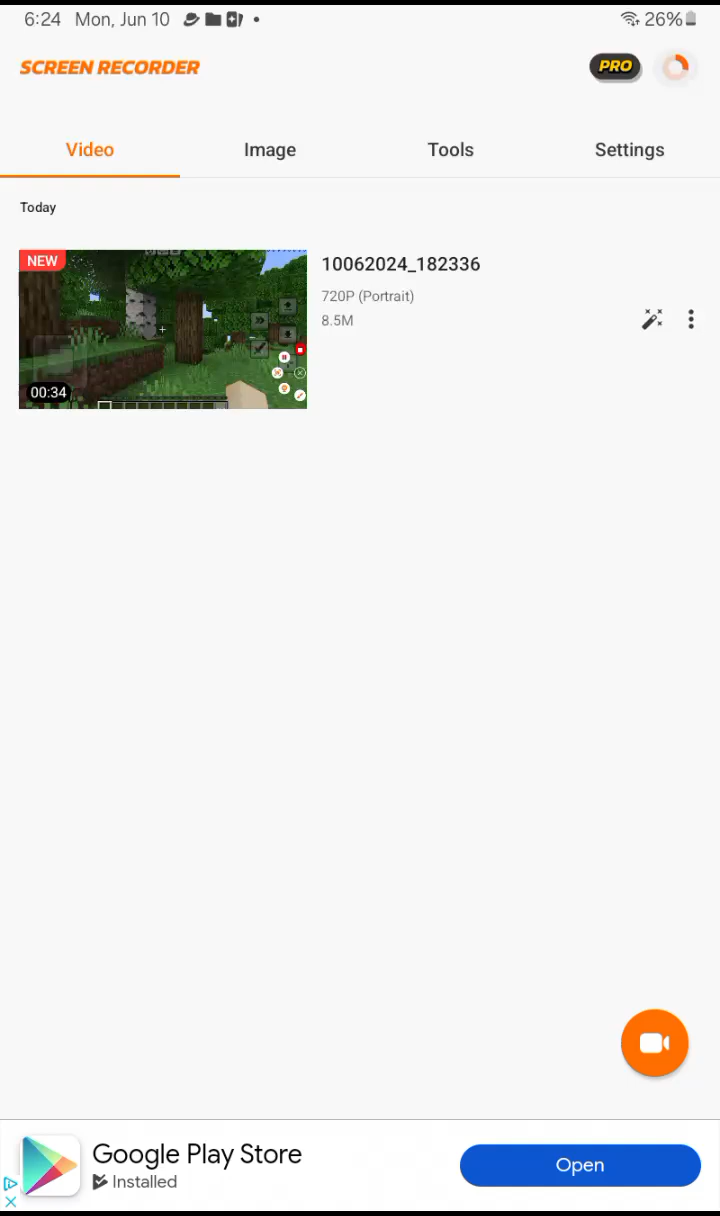 6:24 Mon, Jun 10
26%
SCREEN RECORDER
PRO
Video
Image
Tools
Settings
Today
NEW
00:34
10062024_182336
720P (Portrait)
8.5M
Google Play Store
Installed
Open